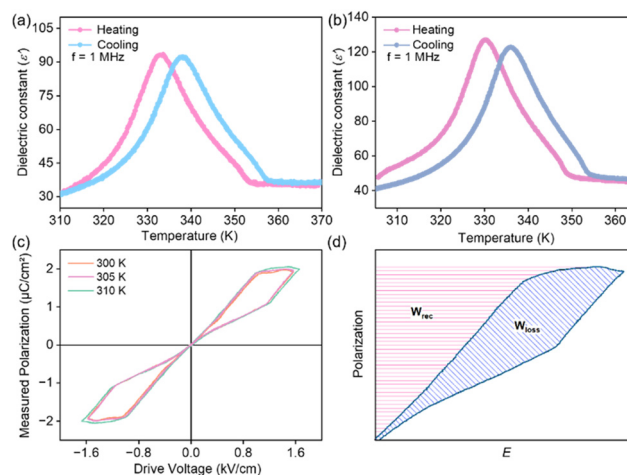 (a)
Heating
Cooling
f = 1 MHz
Dielectric constant (ε')
105
90
75
60
45
30
310 320 330 340 350 360 370
Temperature (K)
(b)
Heating
Cooling
f = 1 MHz
Dielectric constant (ε')
140
120
100
80
60
40
310 320 330 340 350 360
Temperature (K)
(c)
300 K
305 K
310 K
Measured Polarization (μC/cm²)
2
1
0
−1
−2
−1.6 −0.8 0.0 0.8 1.6
Drive Voltage (kV/cm)
(d)
Wrec
Wloss
Polarization
E